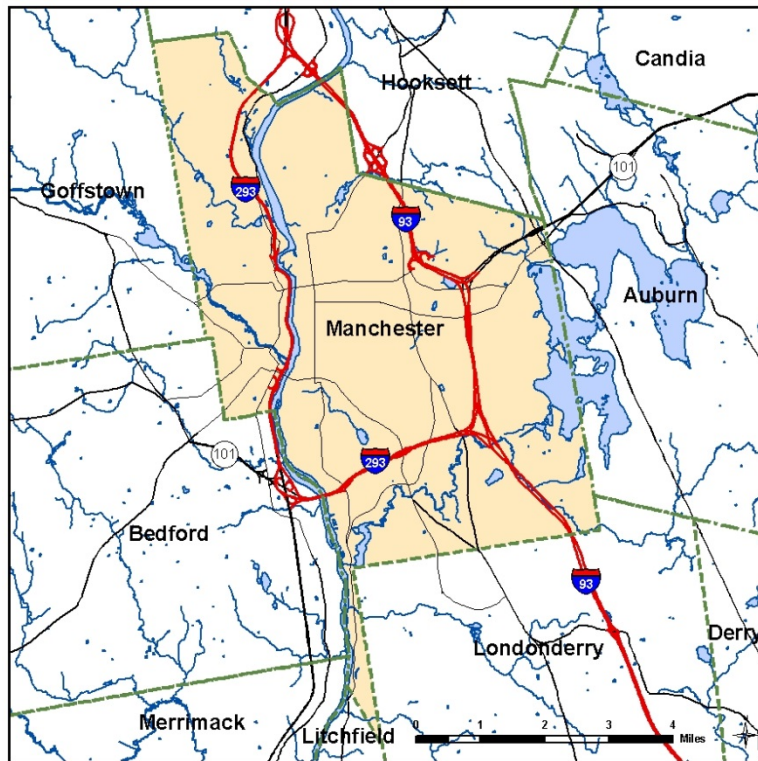 Candia
Hooksett
101
Goffstown
293
93
Auburn
Manchester
101
293
Bedford
93
Londonderry
Derry
Merrimack
Litchfield
0 1 2 3 4
Miles